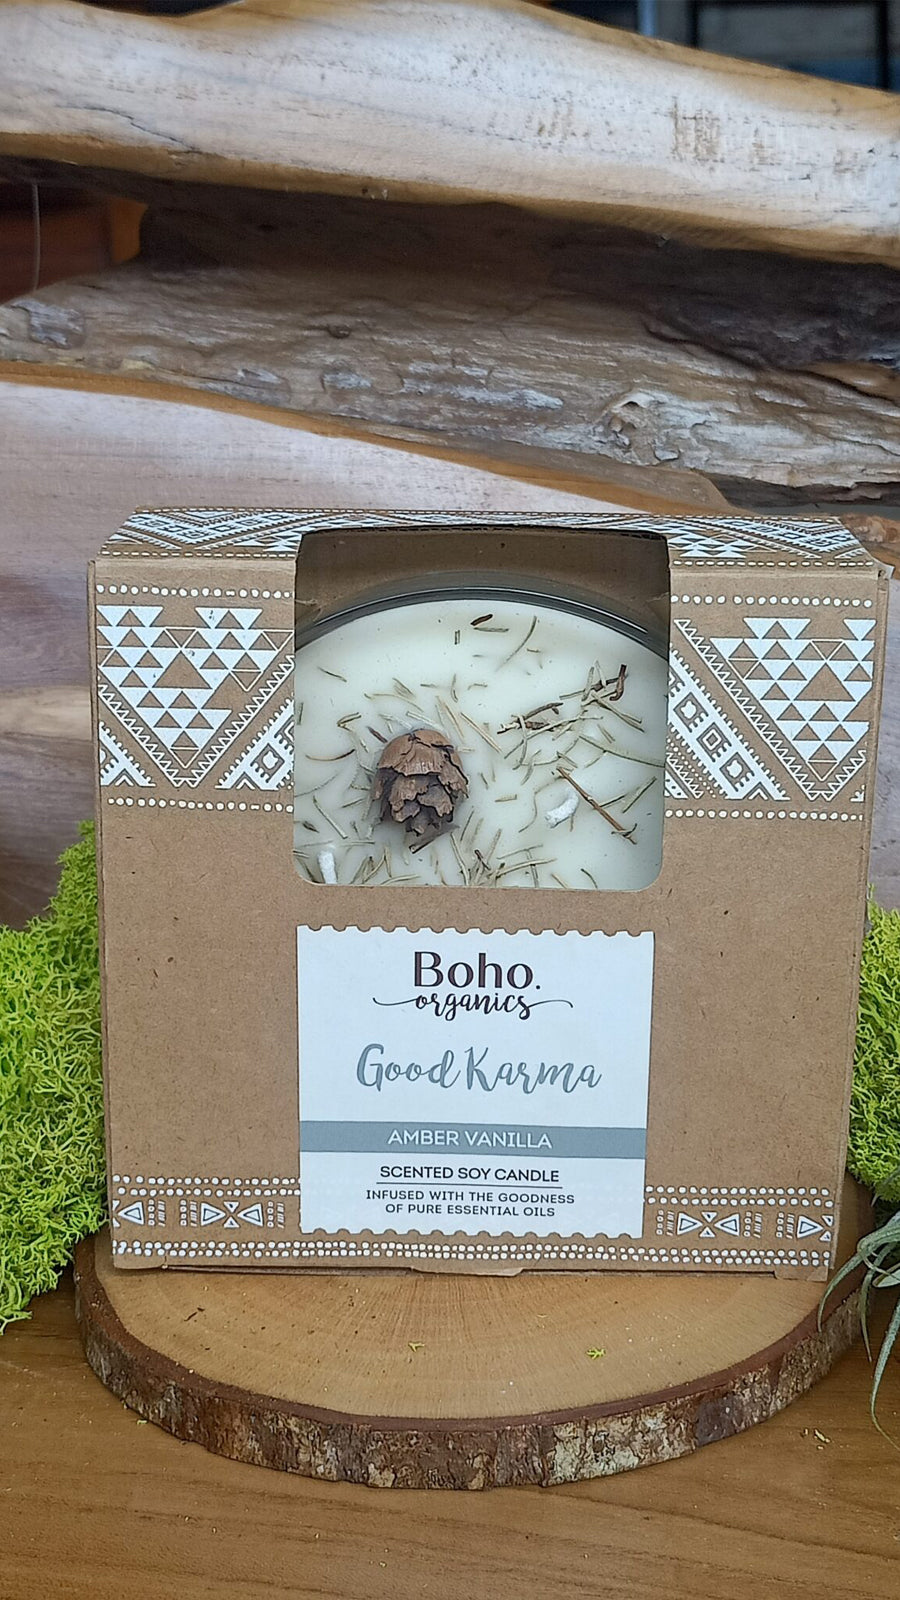 Boho.
organics
Good Karma
AMBER VANILLA
SCENTED SOY CANDLE
INFUSED WITH THE GOODNESS
OF PURE ESSENTIAL OILS